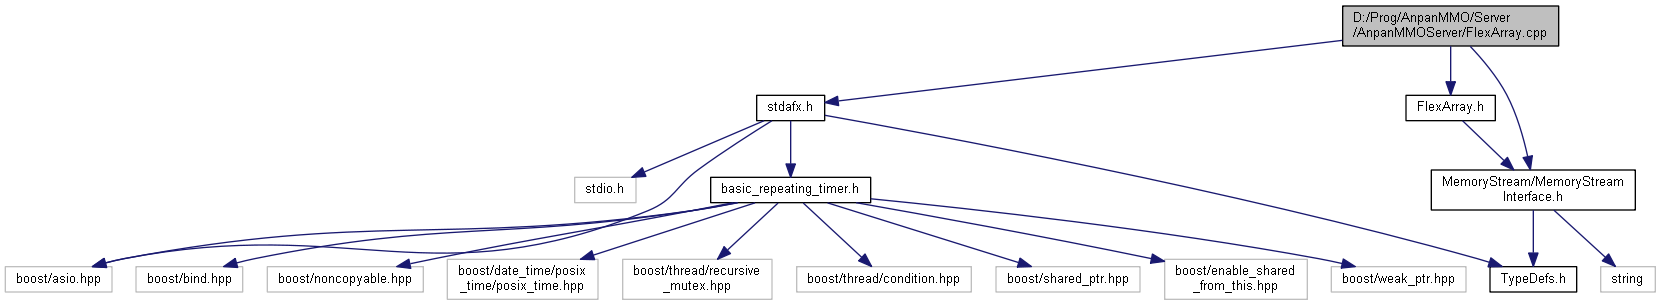 D:/Prog/AnpanMMO/Server
/AnpanMMOServer/FlexArray.cpp
stdafx.h
FlexArray.h
stdio.h
basic_repeating_timer.h
MemoryStream/MemoryStream
Interface.h
boost/asio.hpp
boost/bind.hpp
boost/noncopyable.hpp
boost/date_time/posix
_time/posix_time.hpp
boost/thread/recursive
_mutex.hpp
boost/thread/condition.hpp
boost/shared_ptr.hpp
boost/enable_shared
_from_this.hpp
boost/weak_ptr.hpp
TypeDefs.h
string